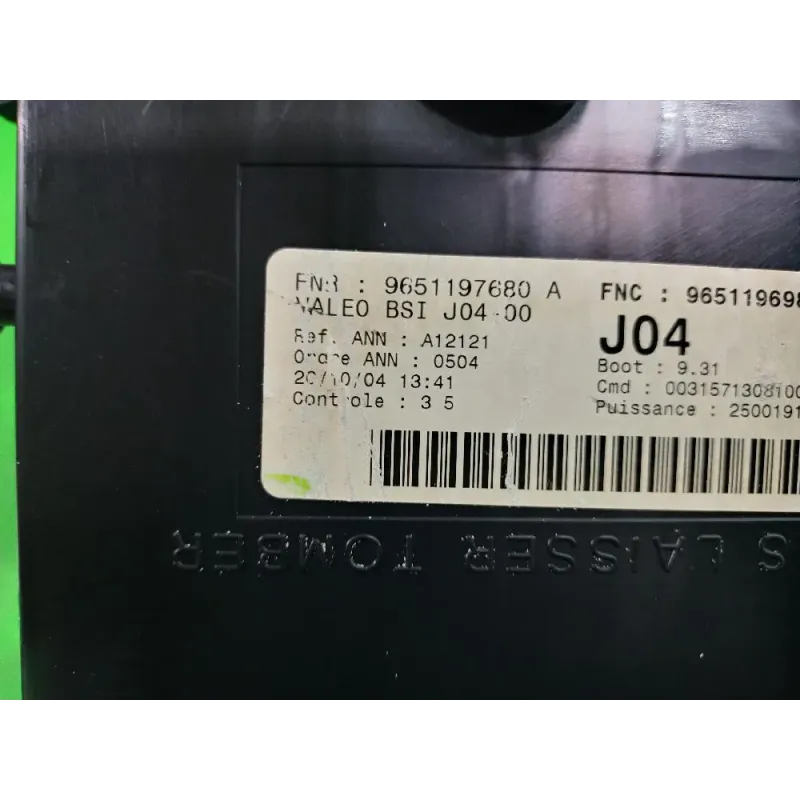 FNR : 9651197680 A
VALEO BSI J04-00
Ref. ANN : A12121
Ordre ANN : 0504
20/10/04 13:41
Controle : 3 5
FNC : 965119698
J04
Boot : 9.31
Cmd : 0031571308100
Puissance : 2500191
S LAISSER TOMBER